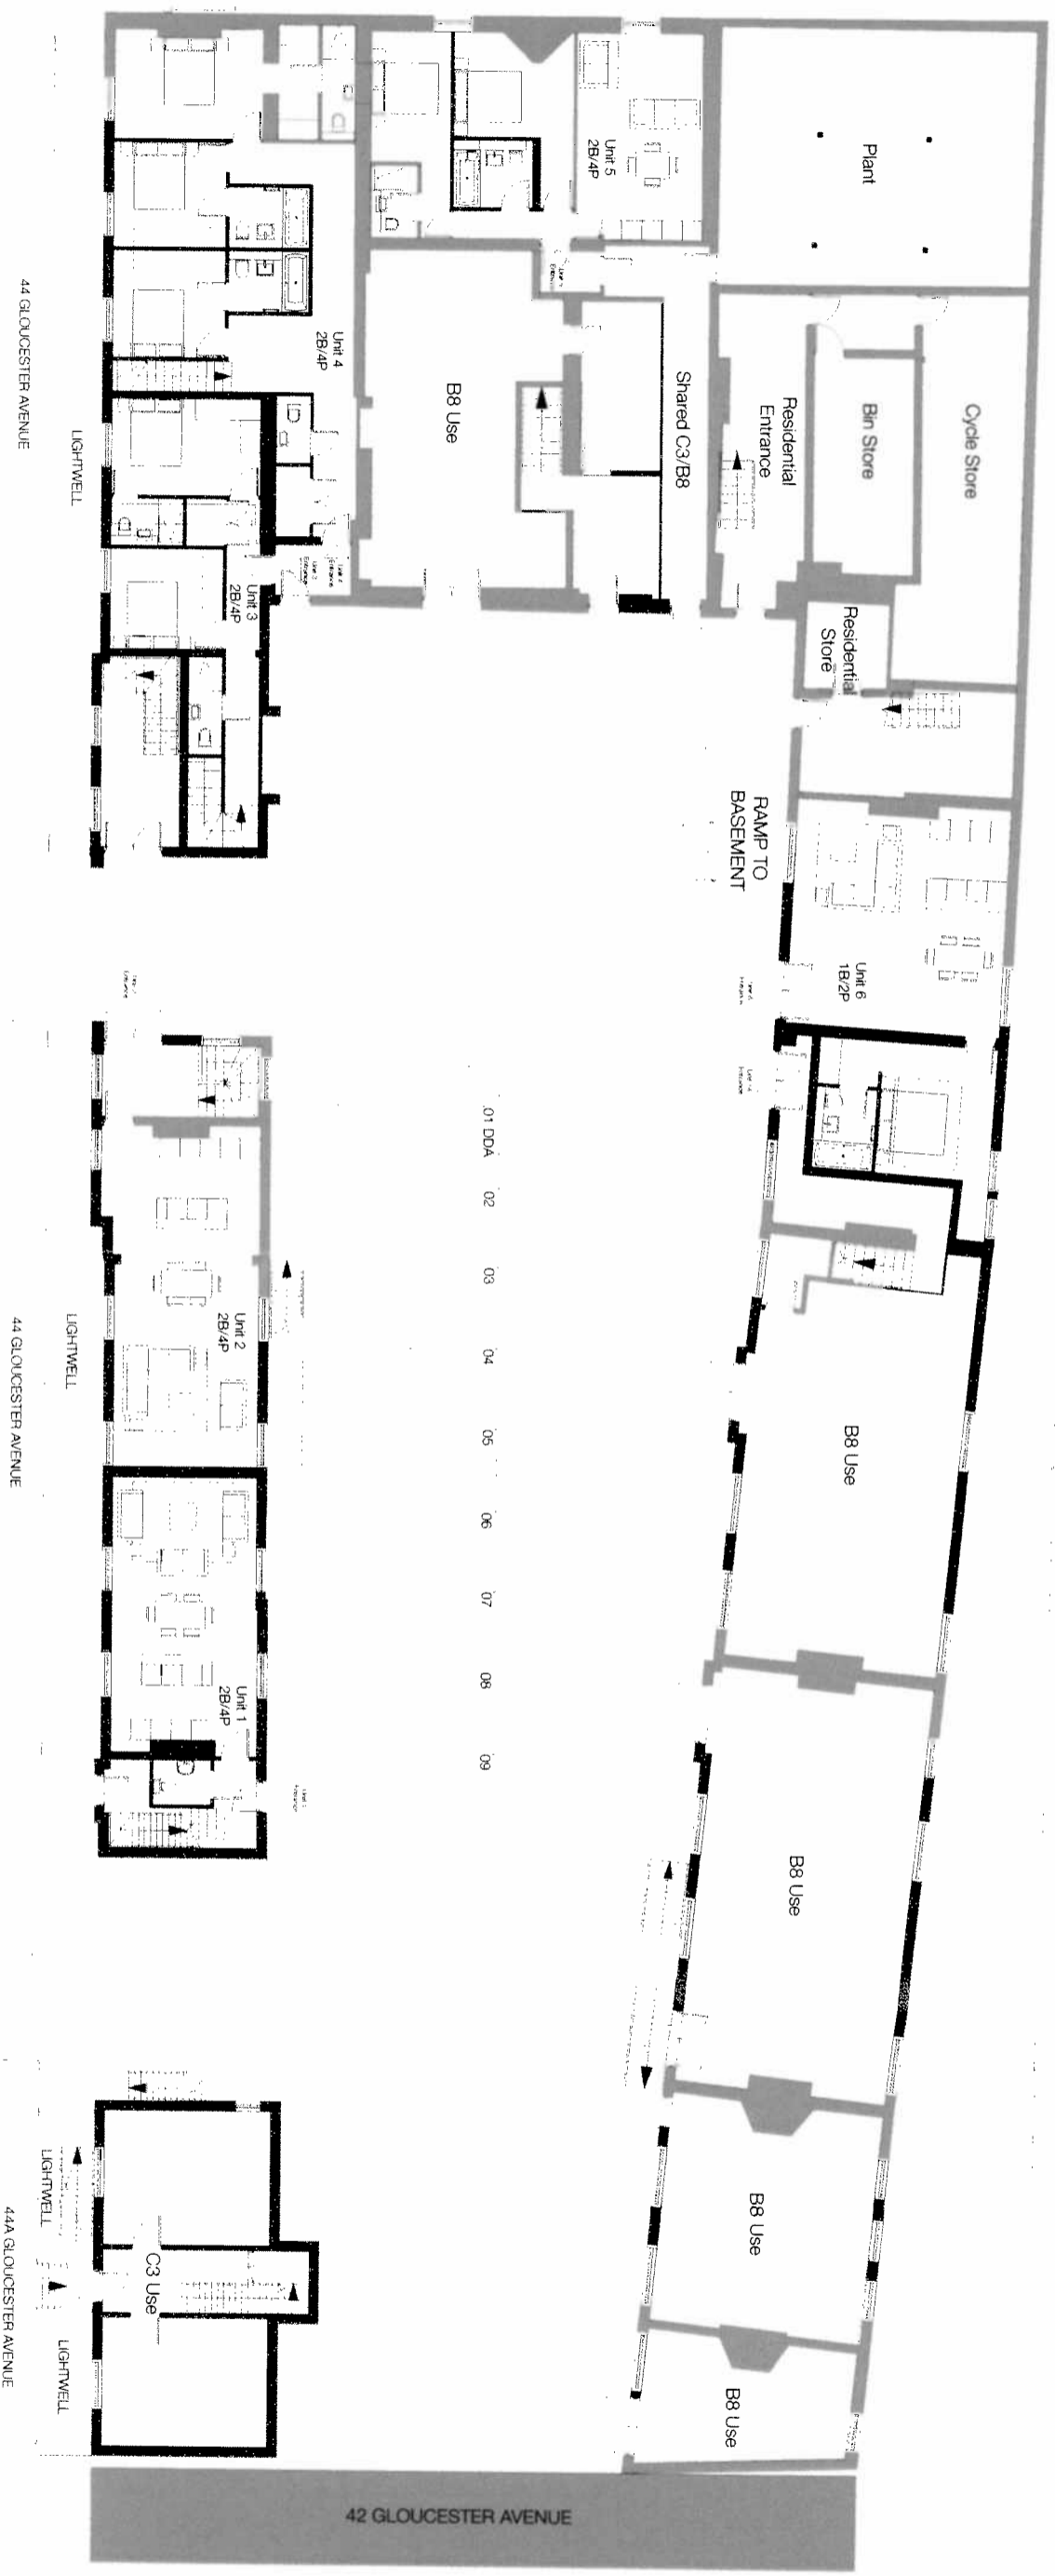 Plant
Cycle Store
Bin Store
Residential
Entrance
Residential
Store
Unit 5
2B/4P
Shared C3/B8
B8 Use
Unit 4
2B/4P
Unit 3
2B/4P
LIGHTWELL
44 GLOUCESTER AVENUE
RAMP TO
BASEMENT
Unit 6
1B/2P
01 DDA
02
03
04
05
06
07
08
09
Unit 2
2B/4P
Unit 1
2B/4P
LIGHTWELL
44 GLOUCESTER AVENUE
B8 Use
B8 Use
B8 Use
B8 Use
C3 Use
LIGHTWELL
LIGHTWELL
44A GLOUCESTER AVENUE
42 GLOUCESTER AVENUE